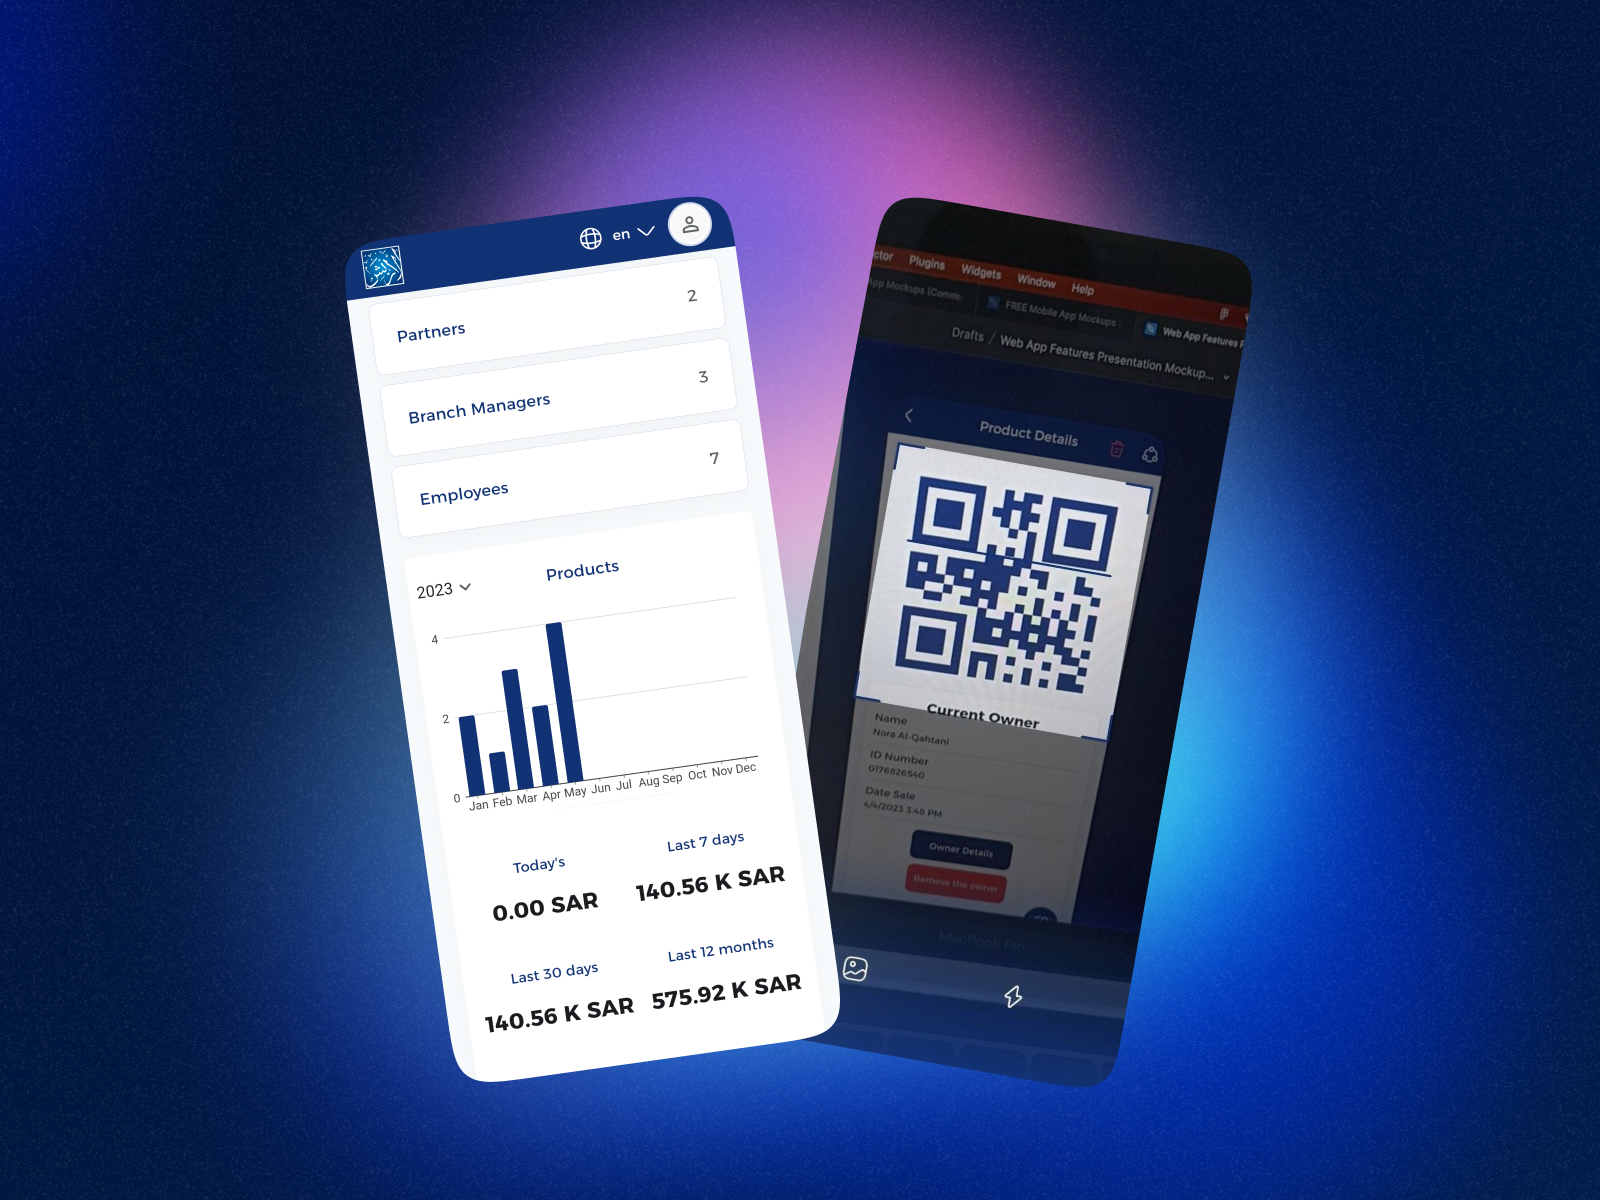 en
Partners
2
Branch Managers
3
Employees
7
2023
Products
4
2
0
Jan Feb Mar Apr May Jun Jul Aug Sep Oct Nov Dec
Today's
0.00 SAR
Last 7 days
140.56 K SAR
Last 30 days
140.56 K SAR
Last 12 months
575.92 K SAR
ctor Plugins Widgets Window Help
App Mockups (Commu
FREE Mobile App Mockups
Web App Features P
Drafts / Web App Features Presentation Mockup...
Product Details
Current Owner
Name
Nora Al-Qahtani
ID Number
0176826540
Date Sale
4/4/2023 3:48 PM
Owner Details
Remove the owner
MacBook Pro